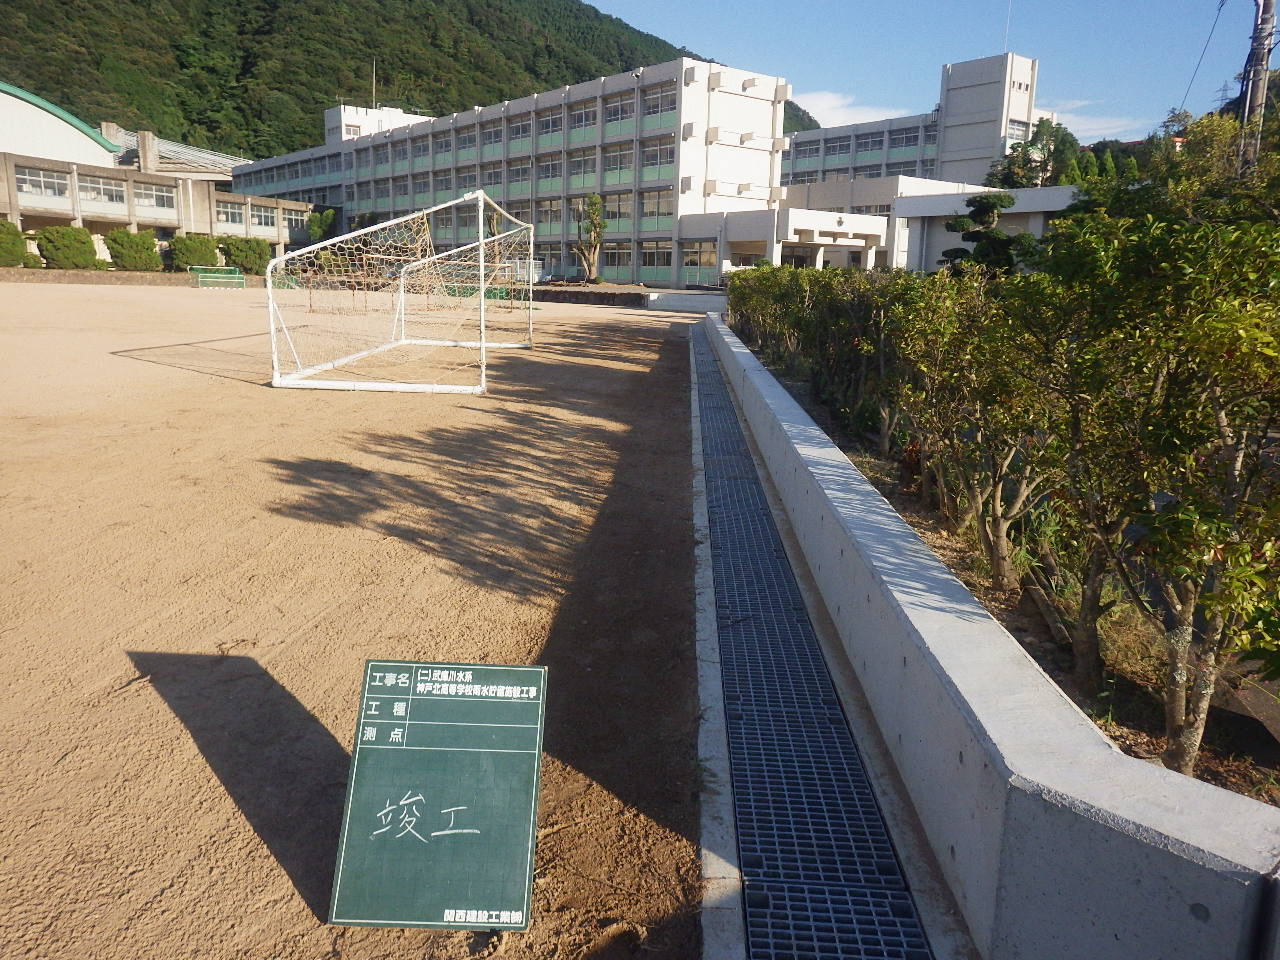 工事名 (二)武庫川水系
神戸北高等学校雨水貯留施設工事
工種
測点
竣工
関西建設工業㈱